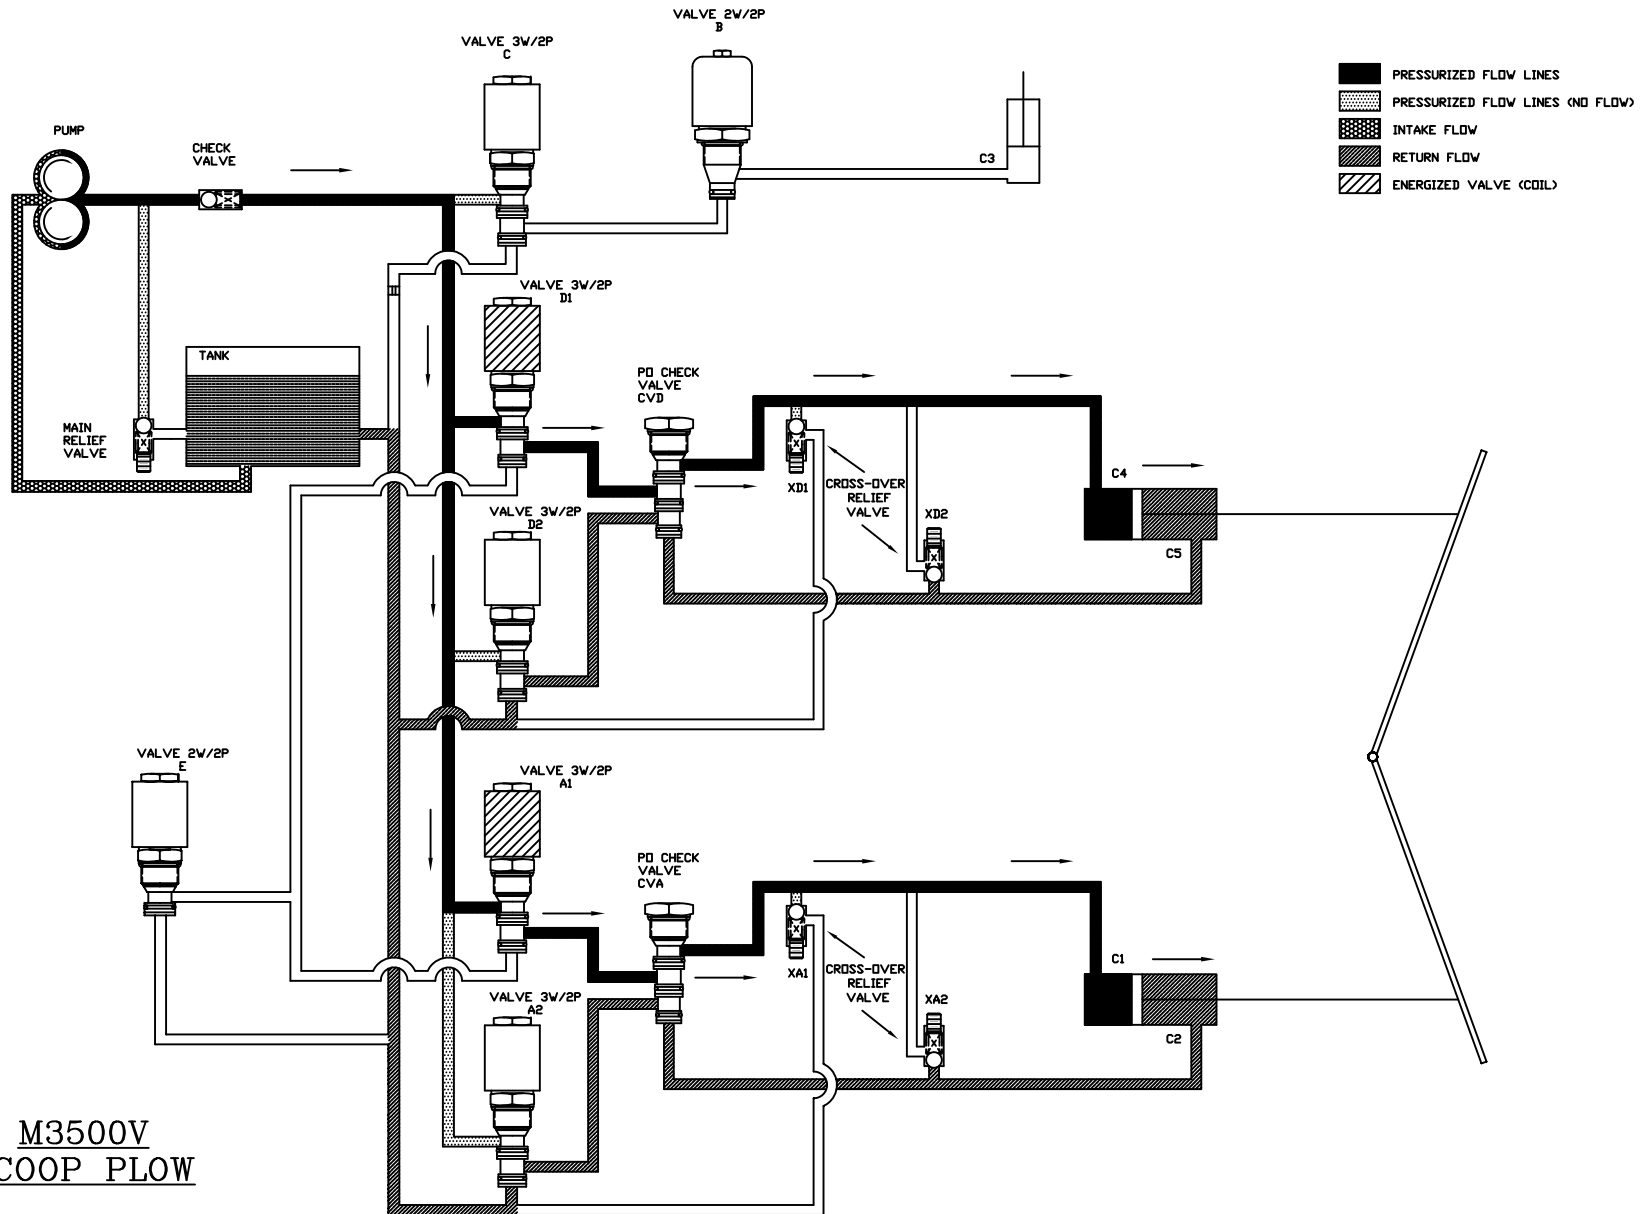 VALVE 2W/2P
B
VALVE 3W/2P
C
PRESSURIZED FLOW LINES
PRESSURIZED FLOW LINES (NO FLOW)
INTAKE FLOW
RETURN FLOW
ENERGIZED VALVE (COIL)
PUMP
CHECK
VALVE
C3
VALVE 3W/2P
D1
TANK
MAIN
RELIEF
VALVE
PO CHECK
VALVE
CVD
XD1
CROSS-OVER
RELIEF
VALVE
XD2
C4
C5
VALVE 3W/2P
D2
VALVE 2W/2P
E
VALVE 3W/2P
A1
PO CHECK
VALVE
CVA
XA1
CROSS-OVER
RELIEF
VALVE
XA2
C1
C2
VALVE 3W/2P
A2
M3500V
COOP PLOW